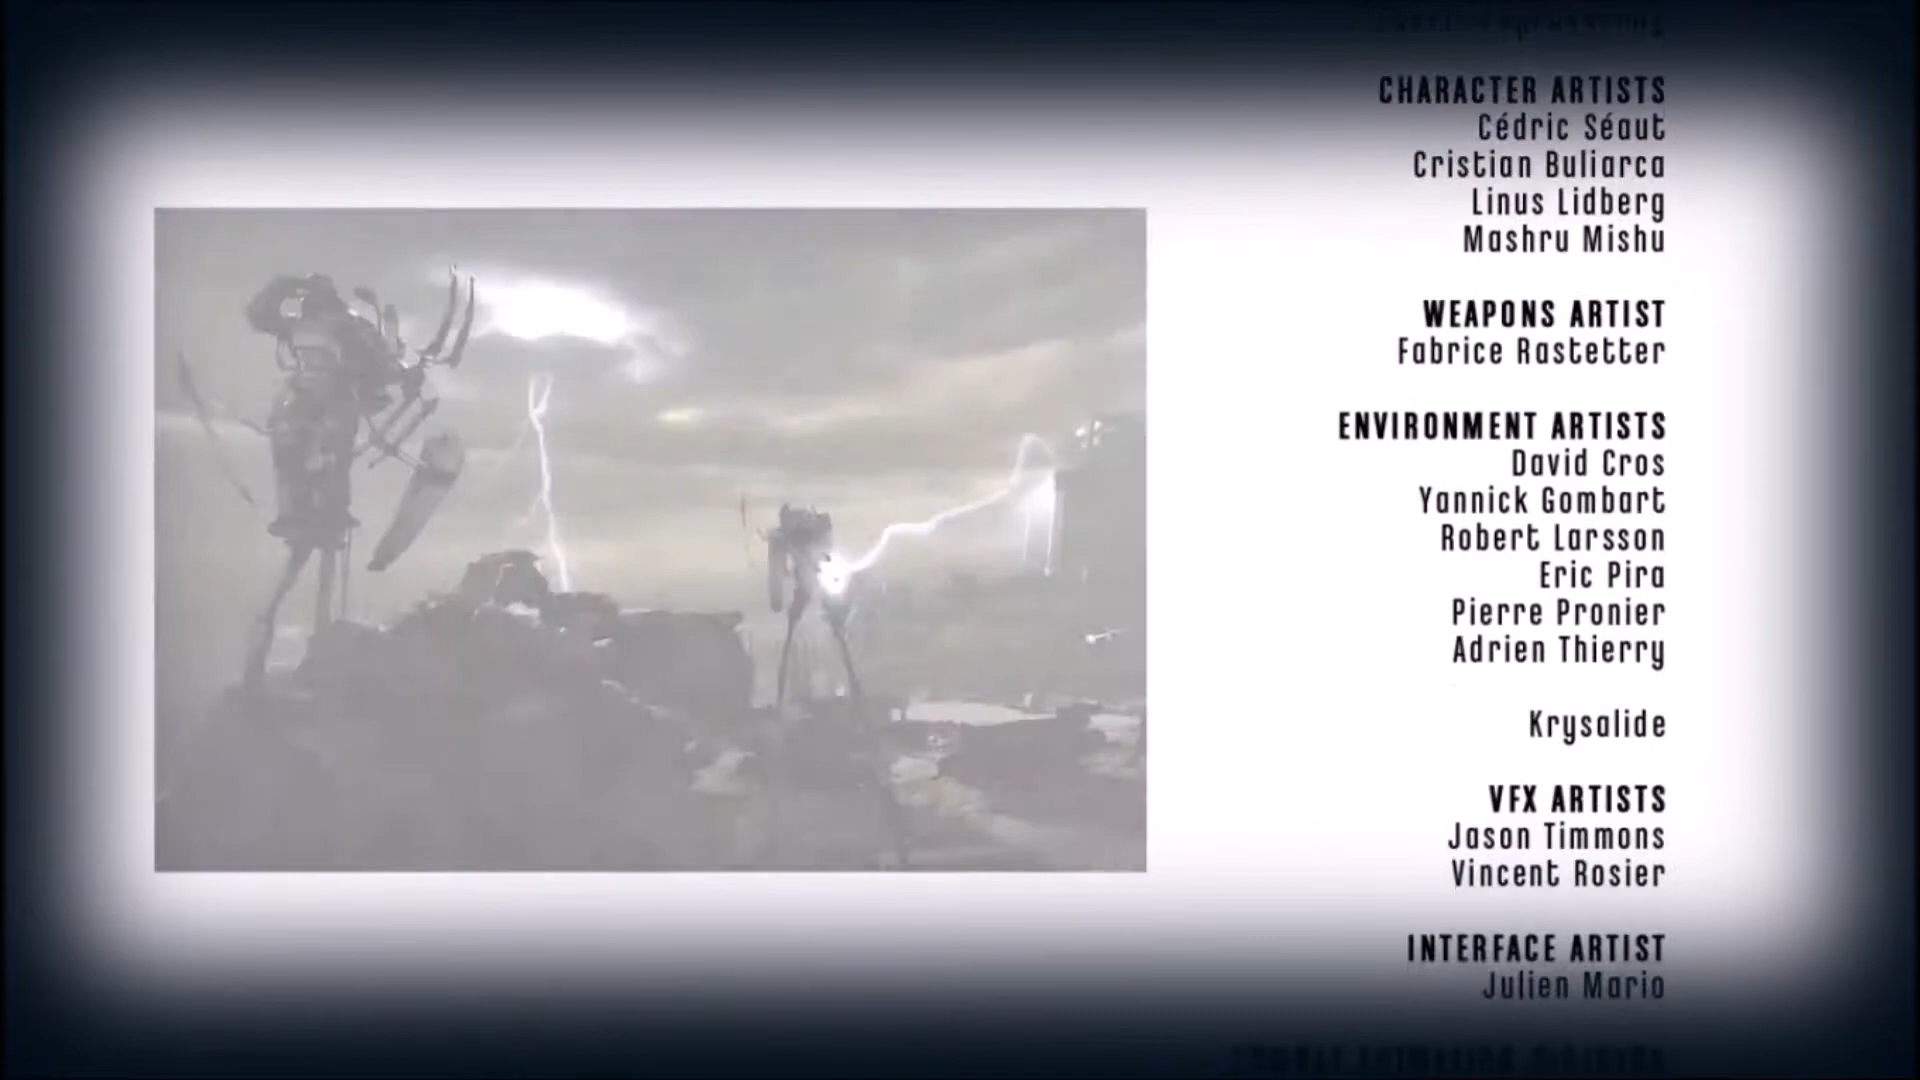 CHARACTER ARTISTS
Cédric Séaut
Cristian Buliarca
Linus Lidberg
Mashru Mishu
WEAPONS ARTIST
Fabrice Rastetter
ENVIRONMENT ARTISTS
David Cros
Yannick Gombart
Robert Larsson
Eric Pira
Pierre Pronier
Adrien Thierry
Krysalide
VFX ARTISTS
Jason Timmons
Vincent Rosier
INTERFACE ARTIST
Julien Mario